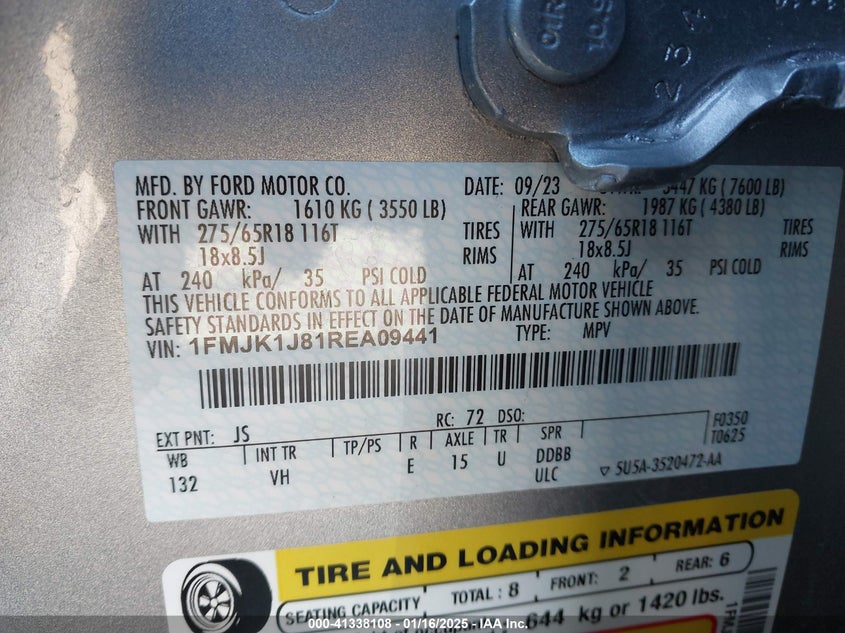 MFD. BY FORD MOTOR CO. DATE: 09/23 3447 KG ( 7600 LB)
FRONT GAWR: 1610 KG ( 3550 LB) REAR GAWR: 1987 KG ( 4380 LB)
WITH 275/65R18 116T TIRES WITH 275/65R18 116T TIRES
18x8.5J RIMS 18x8.5J RIMS
AT 240 kPa/ 35 PSI COLD AT 240 kPa/ 35 PSI COLD
THIS VEHICLE CONFORMS TO ALL APPLICABLE FEDERAL MOTOR VEHICLE
SAFETY STANDARDS IN EFFECT ON THE DATE OF MANUFACTURE SHOWN ABOVE.
VIN: 1FMJK1J81REA09441 TYPE: MPV
RC: 72 DSO: F0350
EXT PNT: JS T0625
WB INT TR TP/PS R AXLE TR SPR
132 VH E 15 U DDBB
ULC ▽ 5U5A-3520472-AA
TIRE AND LOADING INFORMATION
SEATING CAPACITY TOTAL : 8 FRONT: 2 REAR: 6
644 kg or 1420 lbs.
000-41338108 - 01/16/2025 - IAA Inc.